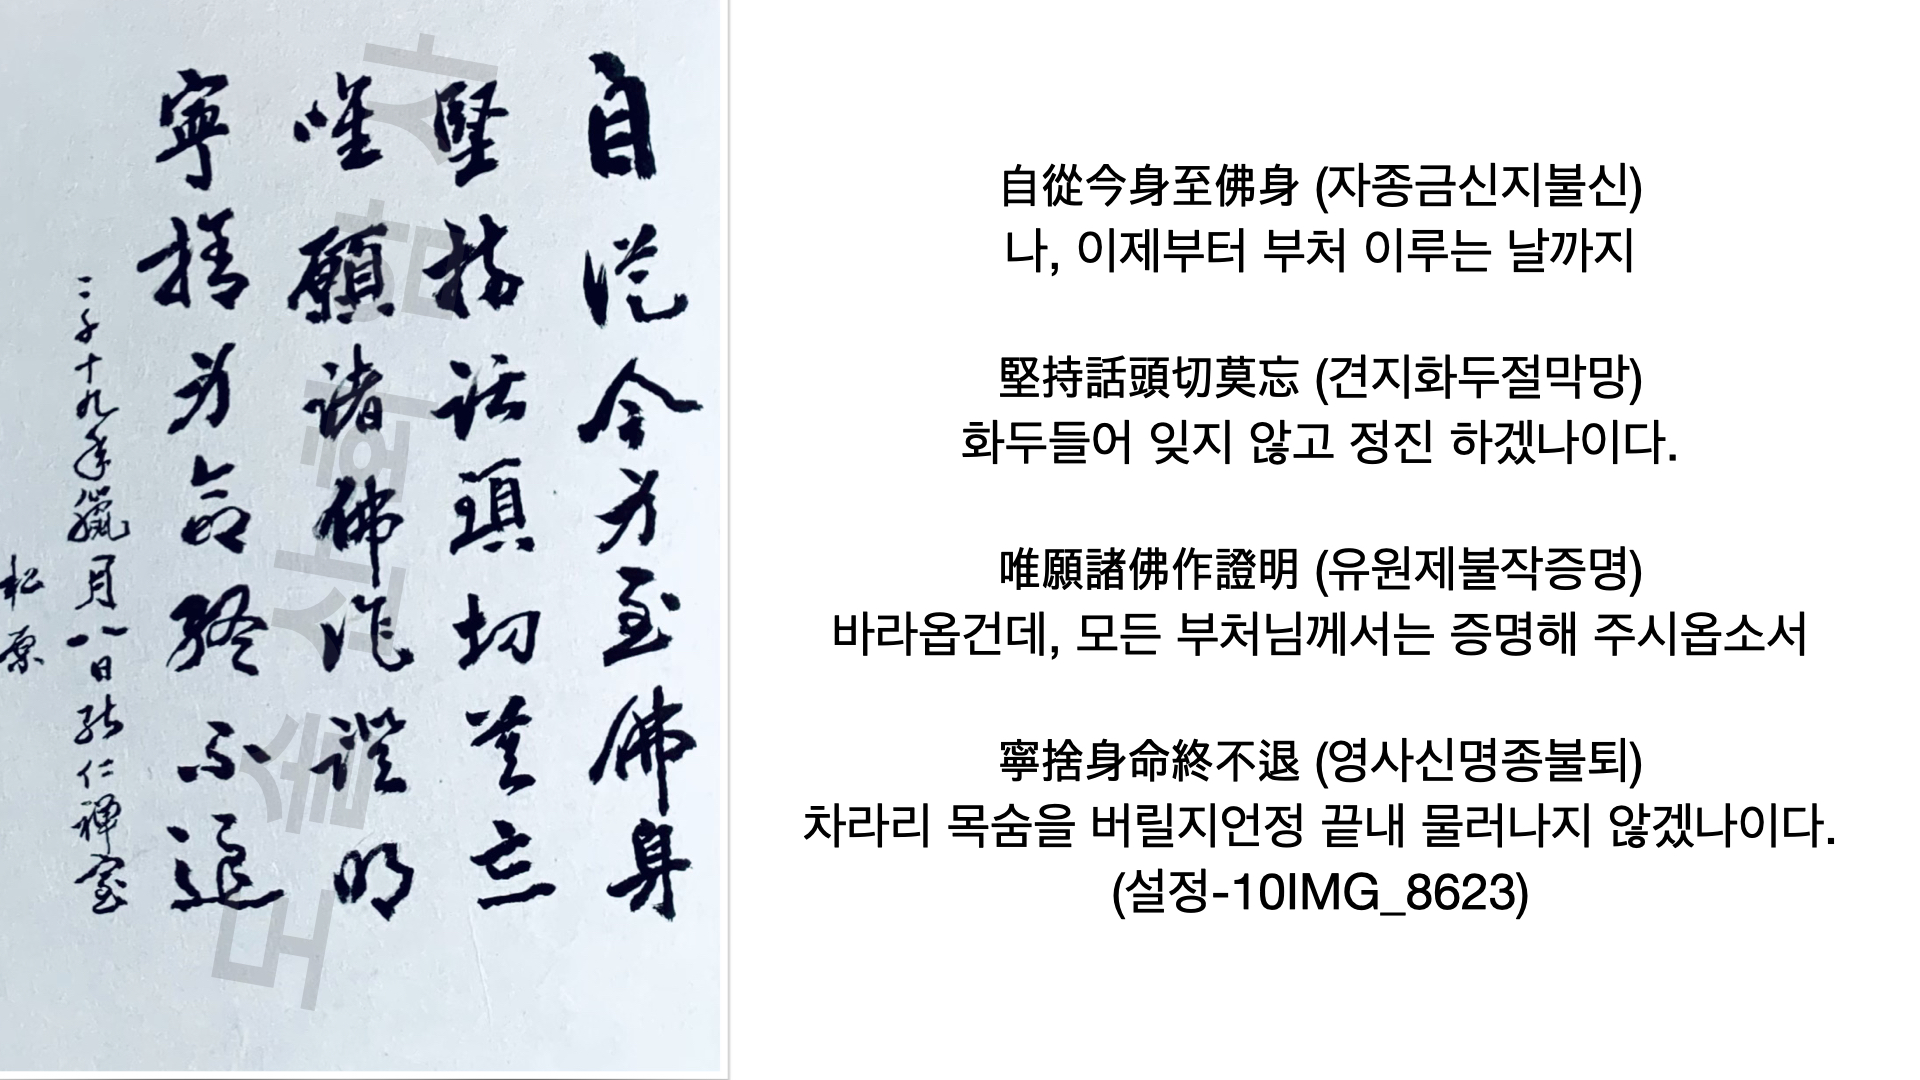 自從今身至佛身
堅持話頭切莫忘
唯願諸佛作證明
寧捨身命終不退
二千十九年臘月八日 能仁禪室
松原
도솔산회담사
自從今身至佛身 (자종금신지불신)
나, 이제부터 부처 이루는 날까지
堅持話頭切莫忘 (견지화두절막망)
화두들어 잊지 않고 정진 하겠나이다.
唯願諸佛作證明 (유원제불작증명)
바라옵건데, 모든 부처님께서는 증명해 주시옵소서
寧捨身命終不退 (영사신명종불퇴)
차라리 목숨을 버릴지언정 끝내 물러나지 않겠나이다.
(설정-10IMG_8623)